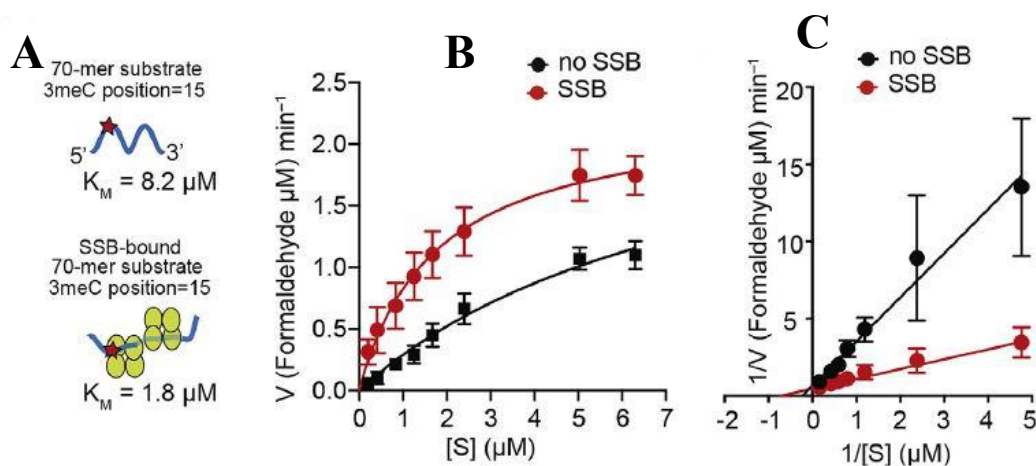 A
70-mer substrate
3meC position=15
5’
3’
K_M = 8.2 µM
SSB-bound
70-mer substrate
3meC position=15
K_M = 1.8 µM
B
no SSB
SSB
V (Formaldehyde µM) min⁻¹
2.5
2.0
1.5
1.0
0.5
0.0
0 1 2 3 4 5 6 7
[S] (µM)
C
no SSB
SSB
1/V (Formaldehyde µM) min⁻¹
20
15
10
5
-2 -1 0 1 2 3 4 5
1/[S] (µM)